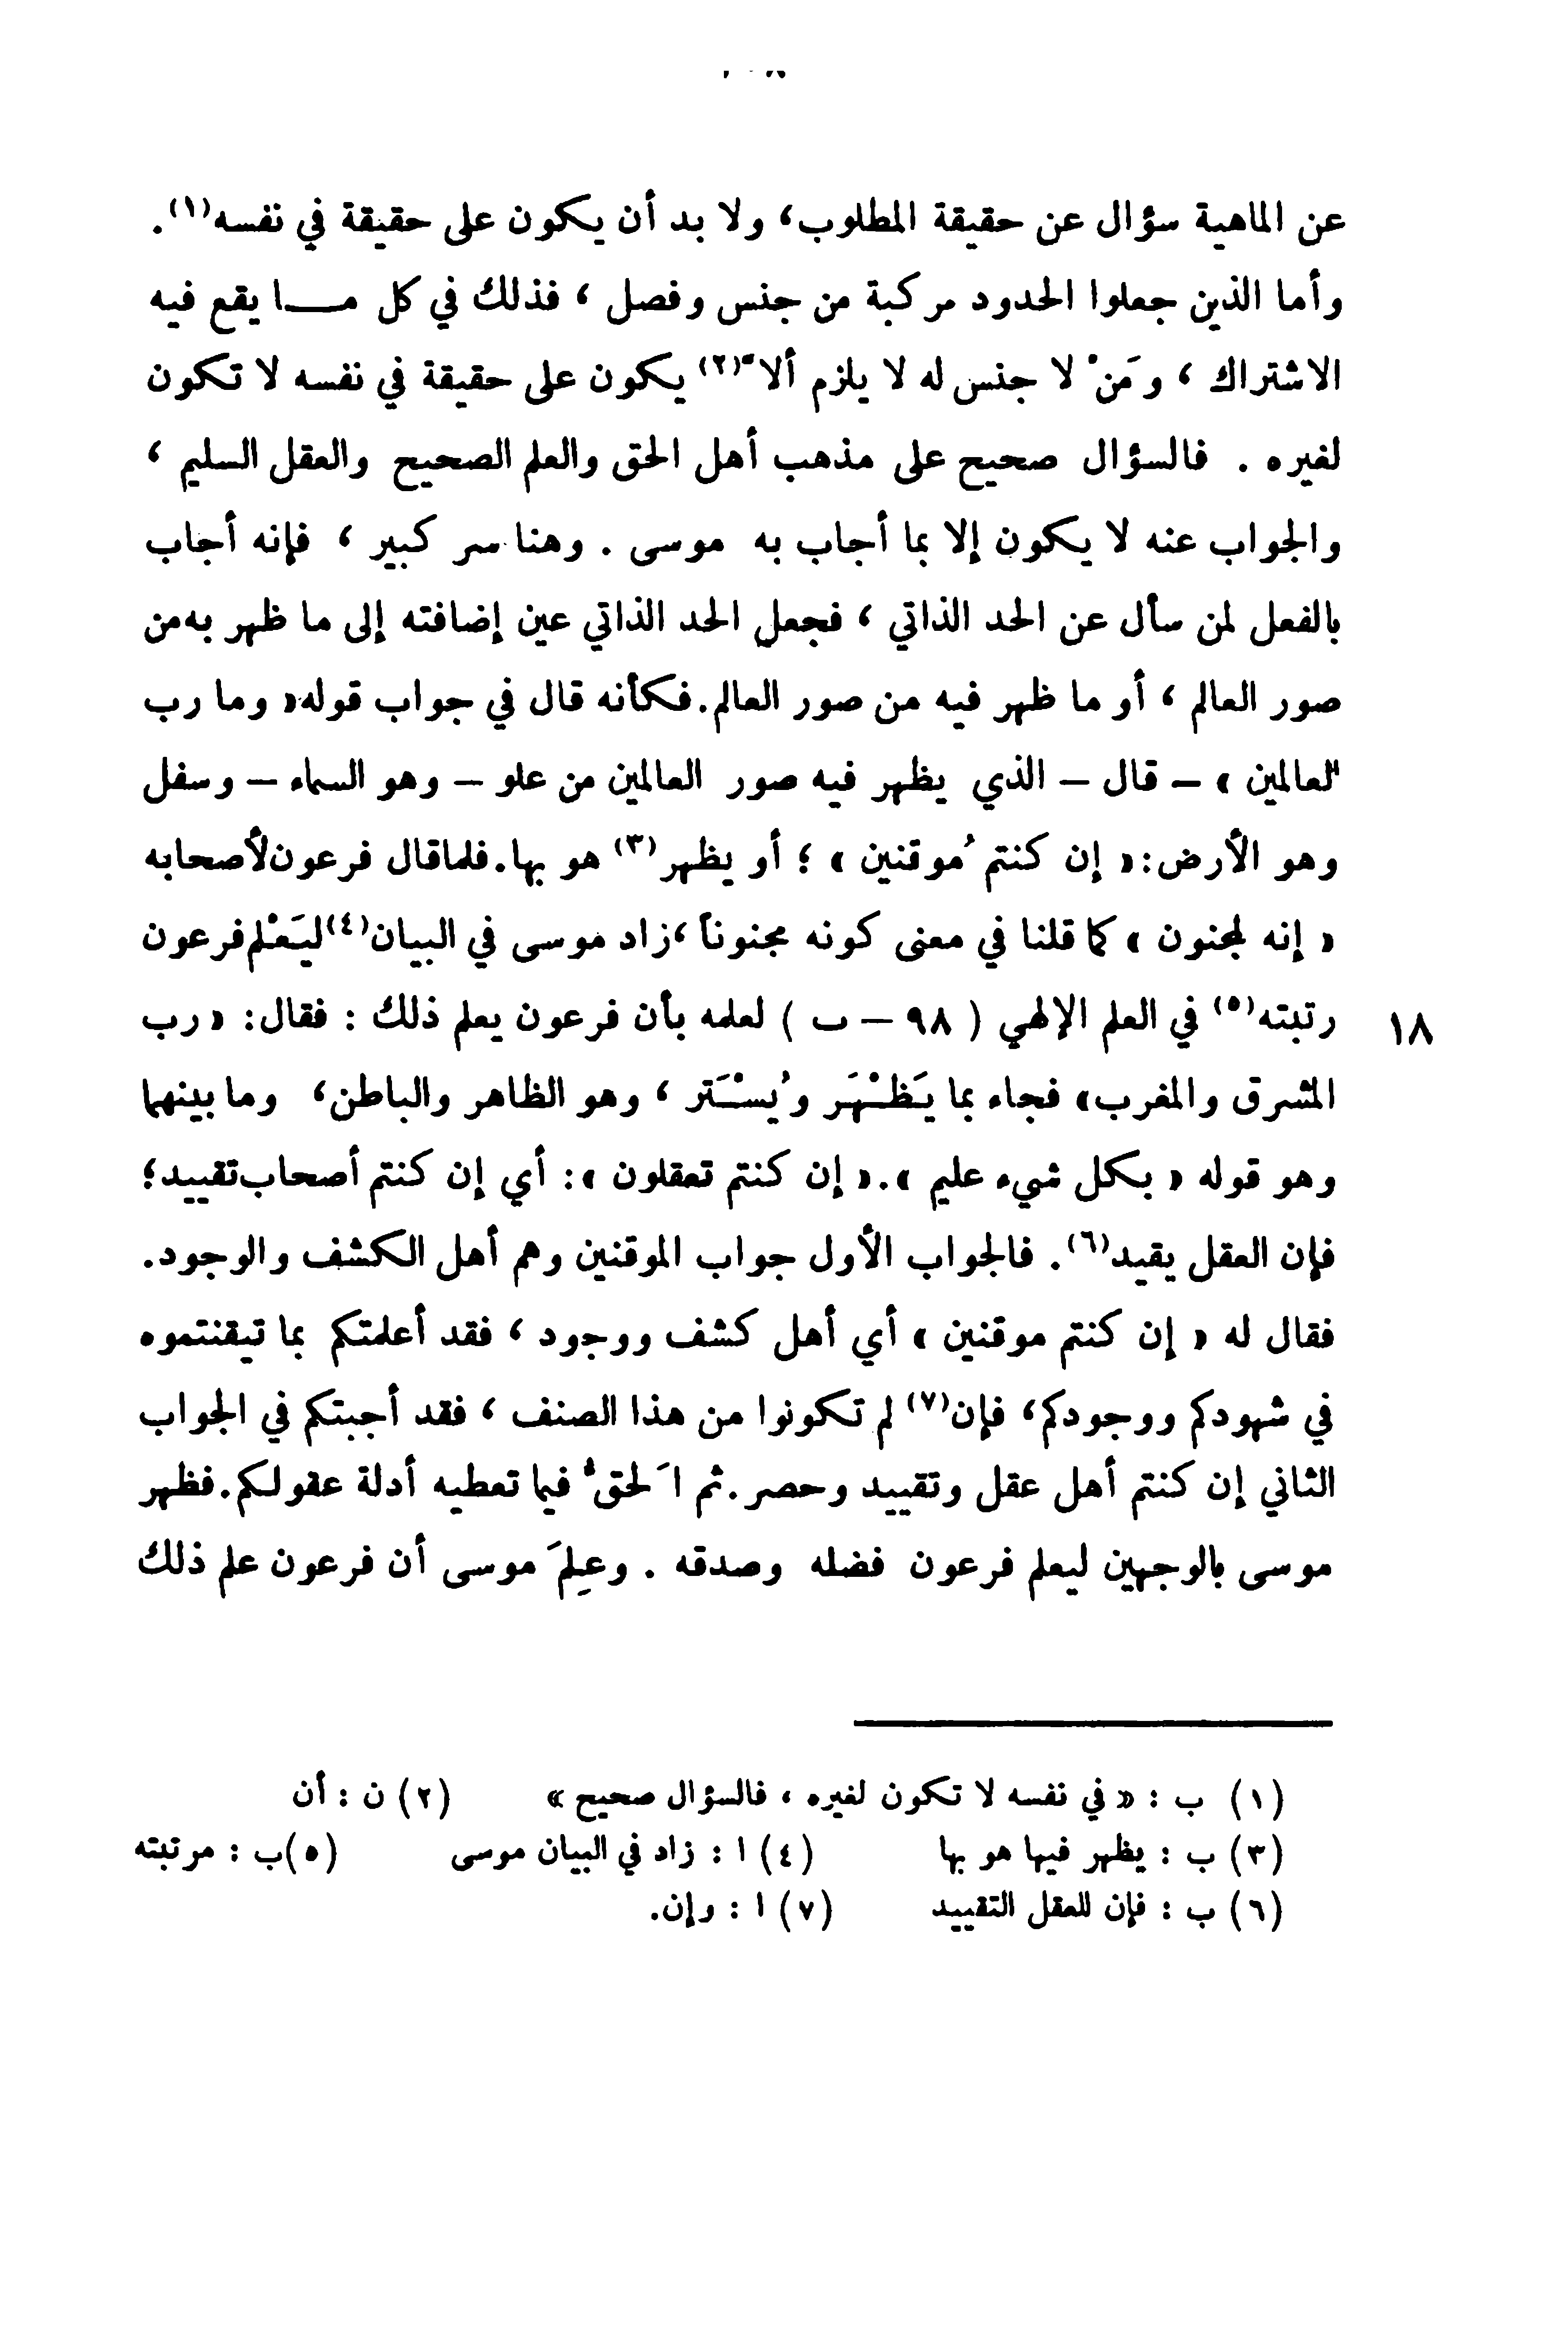 عن الماهية سؤال عن حقيقة المطلوب، ولا بد أن يكون على حقيقة في نفسه(١).
وأما الذين جعلوا الحدود مركبة من جنس وفصل ، فذلك في كل مـــا يقع فيه
الاشتراك ، ومَنْ لا جنس له لا يلزم ألاَّ(٢) يكون على حقيقة في نفسه لا تكون
لغيره . فالسؤال صحيح على مذهب أهل الحق والعلم الصحيح والعقل السليم ،
والجواب عنه لا يكون إلا بما أجاب به موسى . وهنا سر كبير ، فإنه أجاب
بالفعل لمن سأل عن الحد الذاتي ، فجعل الحد الذاتي عين إضافته إلى ما ظهر به من
صور العالم ، أو ما ظهر فيه من صور العالم. فكأنه قال في جواب قوله « وما رب
العالمين » – قال – الذي يظهر فيه صور العالمين من علو – وهو السماء – وسفل
وهو الأرض: « إن كنتم مُوقنين » ؛ أو يظهر(٣) هو بها. فلما قال فرعون لأصحابه
« إنه لمجنون » كما قلنا في معنى كونه مجنوناً ، زاد موسى في البيان(٤) ليَعْلم فرعون
رتبته(٥) في العلم الإلهي ( ٩٨ – ب ) لعلمه بأن فرعون يعلم ذلك : فقال: « رب
١٨
المشرق والمغرب» فجاء بما يَظْهَر ويُسْتَر ، وهو الظاهر والباطن، وما بينهما
وهو قوله « بكل شيء عليم ». « إن كنتم تعقلون »: أي إن كنتم أصحاب تقييد؛
فإن العقل يقيد(٦). فالجواب الأول جواب الموقنين وهم أهل الكشف والوجود.
فقال له « إن كنتم موقنين » أي أهل كشف ووجود ، فقد أعلمتكم بما تيقنتموه
في شهودكم ووجودكم، فإن(٧) لم تكونوا من هذا الصنف ، فقد أجبتكم في الجواب
الثاني إن كنتم أهل عقل وتقييد وحصر. ثم الحقُّ فيما تعطيه أدلة عقولكم. فظهر
موسى بالوجهين ليعلم فرعون فضله وصدقه . وعلِمَ موسى أن فرعون علم ذلك
(١) ب : « في نفسه لا تكون لغيره ، فالسؤال صحيح » (٢) ن : أن
(٣) ب : يظهر فيها هو بها (٤) ا : زاد في البيان موسى (٥) ب : مرتبته
(٦) ب : فإن للعقل التقييد (٧) ا : وإن.